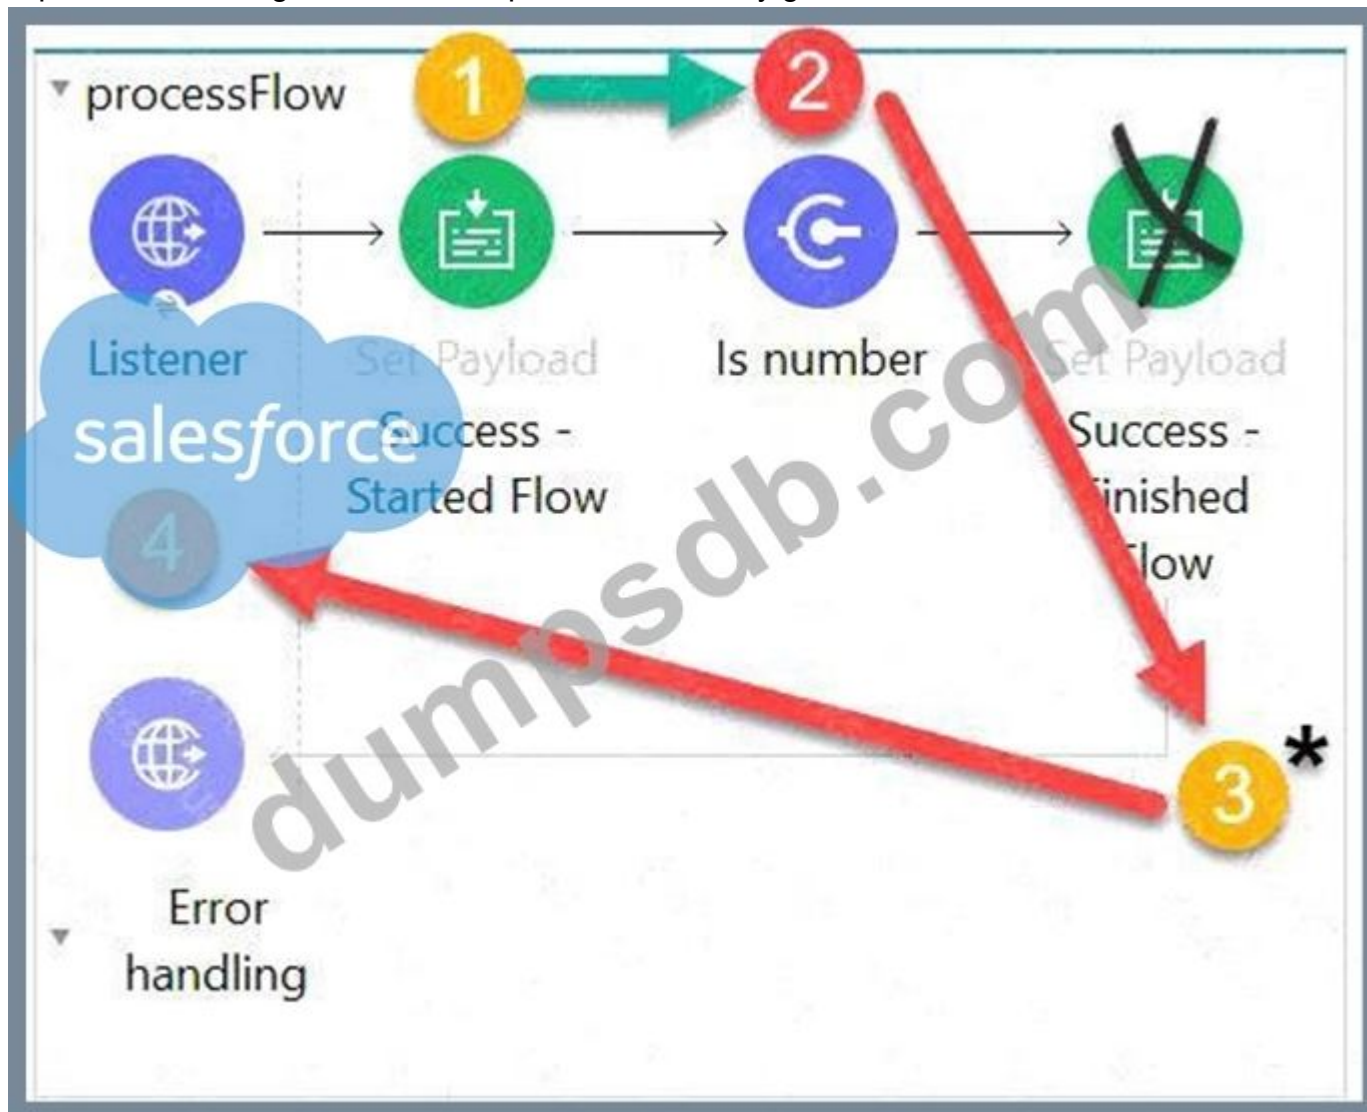 1
2
processFlow
Listener
Set Payload
Is number
Set Payload
salesforce
Success -
Started Flow
Success -
Finished
Flow
4
3 *
Error
handling
dumpsdb.com